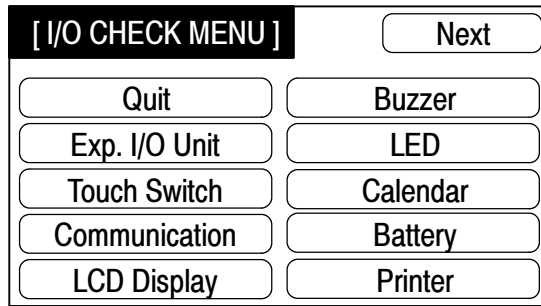 [ I/O CHECK MENU ] Next
Quit Buzzer
Exp. I/O Unit LED
Touch Switch Calendar
Communication Battery
LCD Display Printer